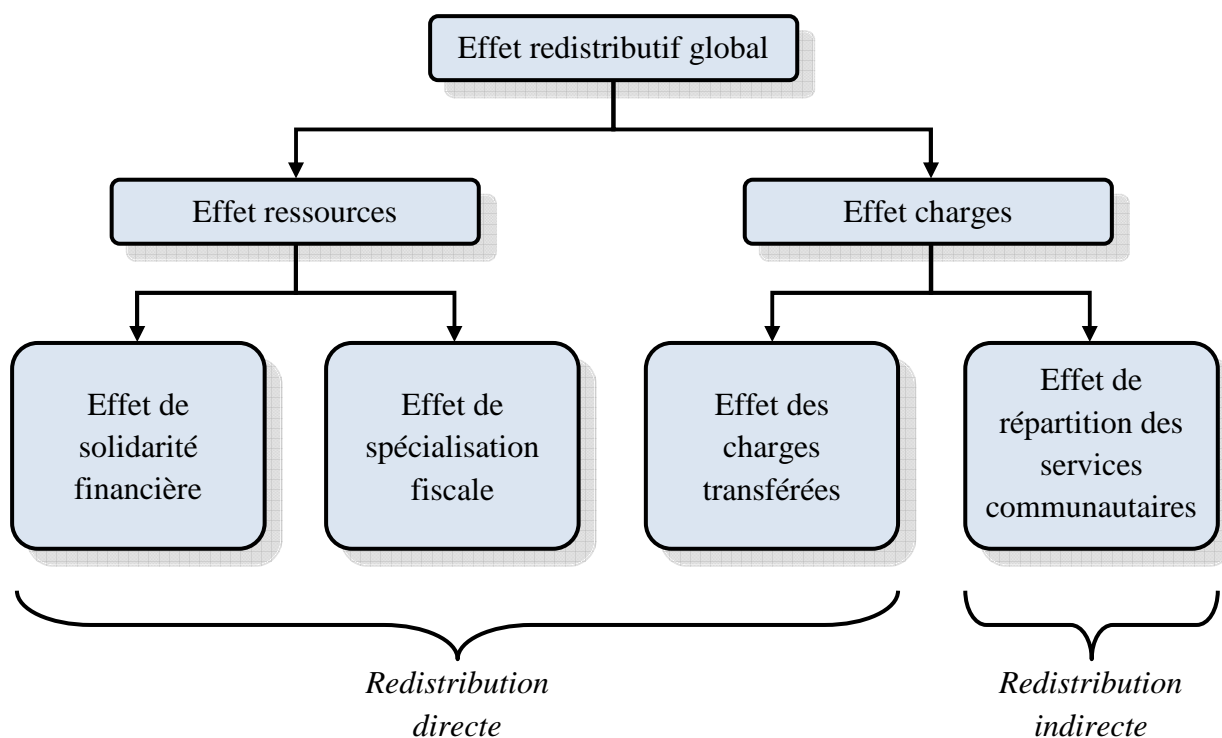 Effet redistributif global
Effet ressources
Effet charges
Effet de
solidarité
financière
Effet de
spécialisation
fiscale
Effet des
charges
transférées
Effet de
répartition des
services
communautaires
Redistribution
directe
Redistribution
indirecte